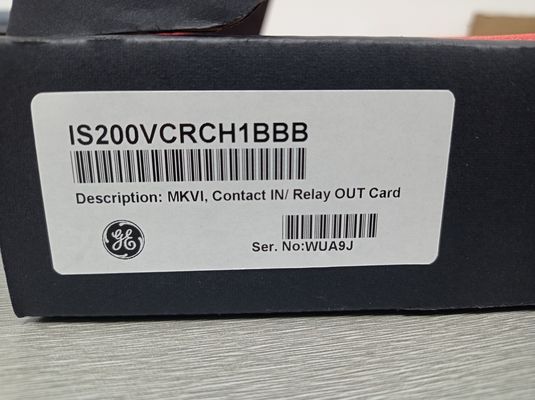 IS200VCRCH1BBB
Description: MKVI, Contact IN/ Relay OUT Card
GE
Ser. No:WUA9J